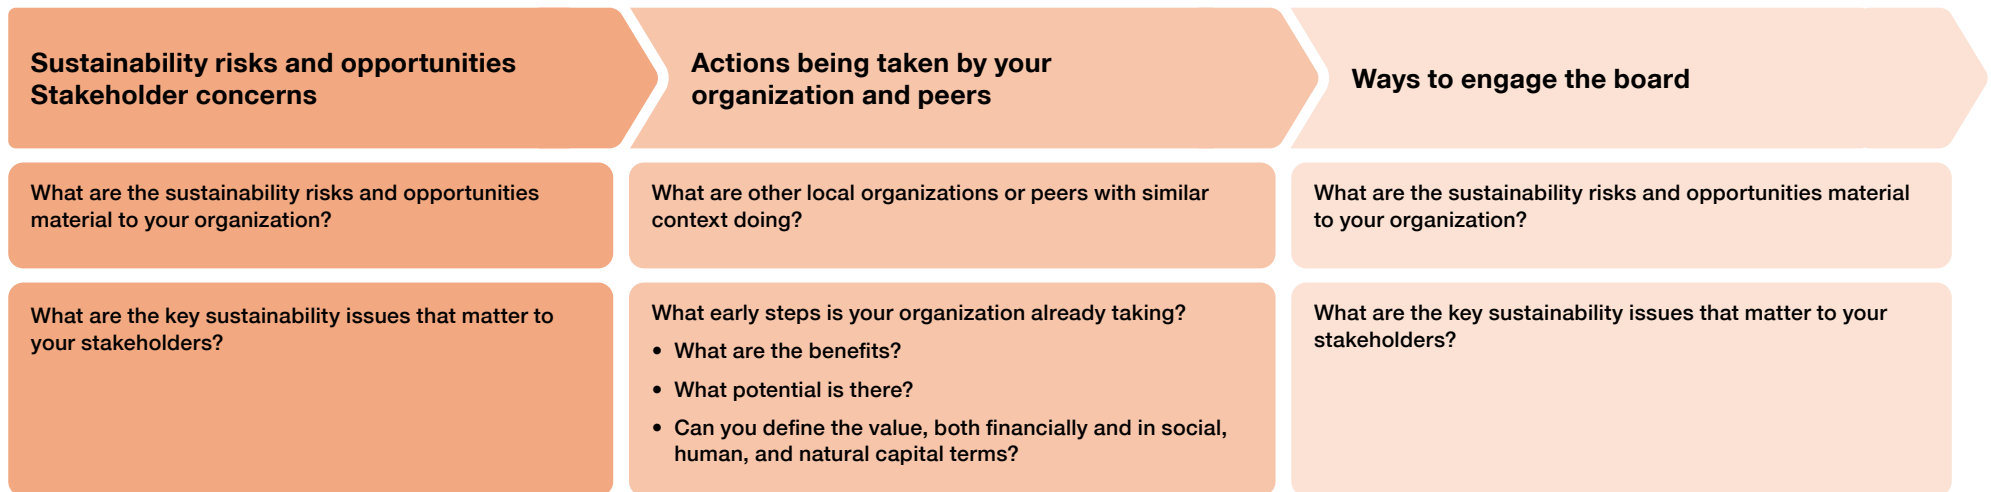 Sustainability risks and opportunities
Stakeholder concerns
Actions being taken by your
organization and peers
Ways to engage the board
What are the sustainability risks and opportunities
material to your organization?
What are other local organizations or peers with similar
context doing?
What are the sustainability risks and opportunities material
to your organization?
What are the key sustainability issues that matter to
your stakeholders?
What early steps is your organization already taking?
• What are the benefits?
• What potential is there?
• Can you define the value, both financially and in social,
human, and natural capital terms?
What are the key sustainability issues that matter to your
stakeholders?